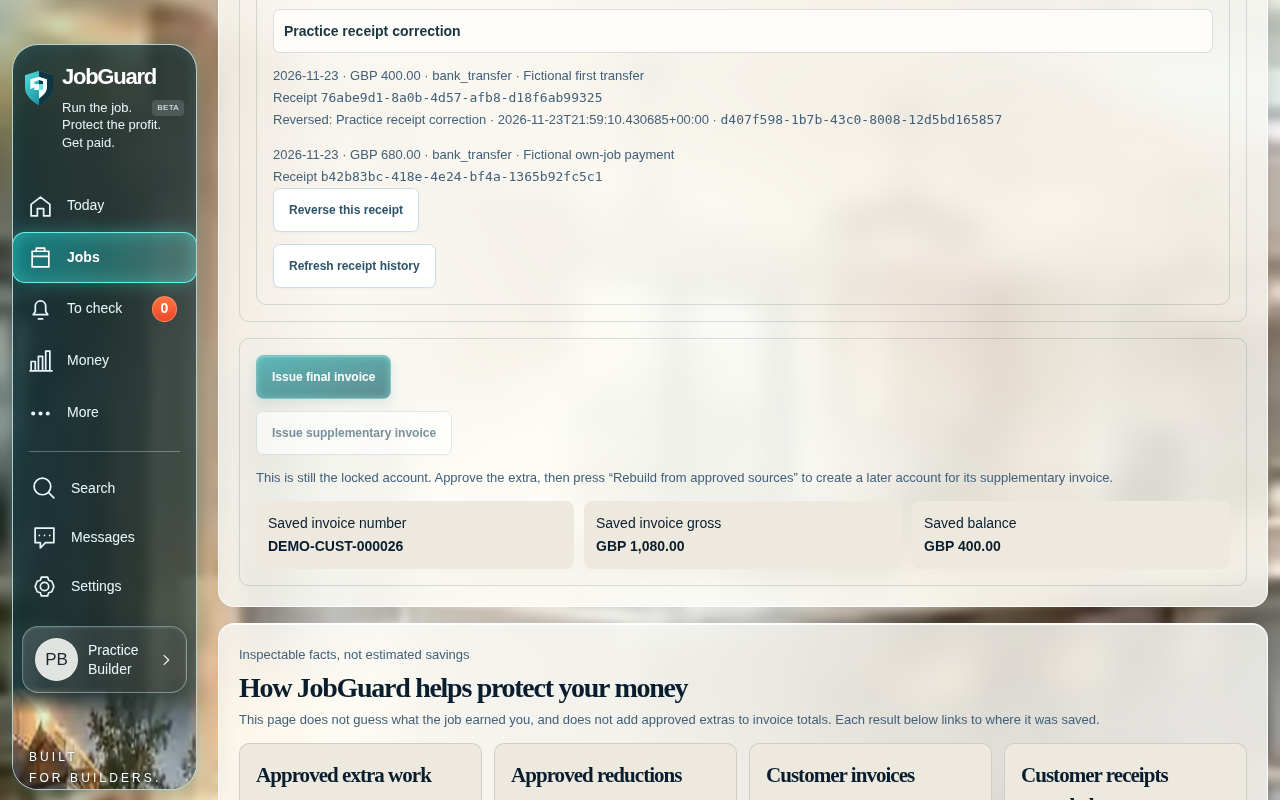 JobGuard
Run the job.
BETA
Protect the profit.
Get paid.
Today
Jobs
To check
0
Money
More
Search
Messages
Settings
PB
Practice
Builder
BUILT
FOR BUILDERS.
Practice receipt correction
2026-11-23 · GBP 400.00 · bank_transfer · Fictional first transfer
Receipt 76abe9d1-8a0b-4d57-afb8-d18f6ab99325
Reversed: Practice receipt correction · 2026-11-23T21:59:10.430685+00:00 · d407f598-1b7b-43c0-8008-12d5bd165857
2026-11-23 · GBP 680.00 · bank_transfer · Fictional own-job payment
Receipt b42b83bc-418e-4e24-bf4a-1365b92fc5c1
Reverse this receipt
Refresh receipt history
Issue final invoice
Issue supplementary invoice
This is still the locked account. Approve the extra, then press “Rebuild from approved sources” to create a later account for its supplementary invoice.
Saved invoice number
DEMO-CUST-000026
Saved invoice gross
GBP 1,080.00
Saved balance
GBP 400.00
Inspectable facts, not estimated savings
How JobGuard helps protect your money
This page does not guess what the job earned you, and does not add approved extras to invoice totals. Each result below links to where it was saved.
Approved extra work
Approved reductions
Customer invoices
Customer receipts